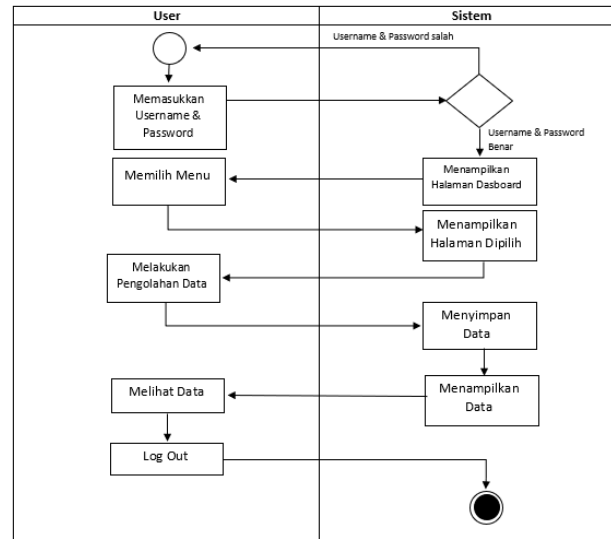 User
Sistem
Username & Password salah
Memasukkan
Username &
Password
Username & Password
Benar
Memilih Menu
Menampilkan
Halaman Dasboard
Menampilkan
Halaman Dipilih
Melakukan
Pengolahan Data
Menyimpan
Data
Melihat Data
Menampilkan
Data
Log Out